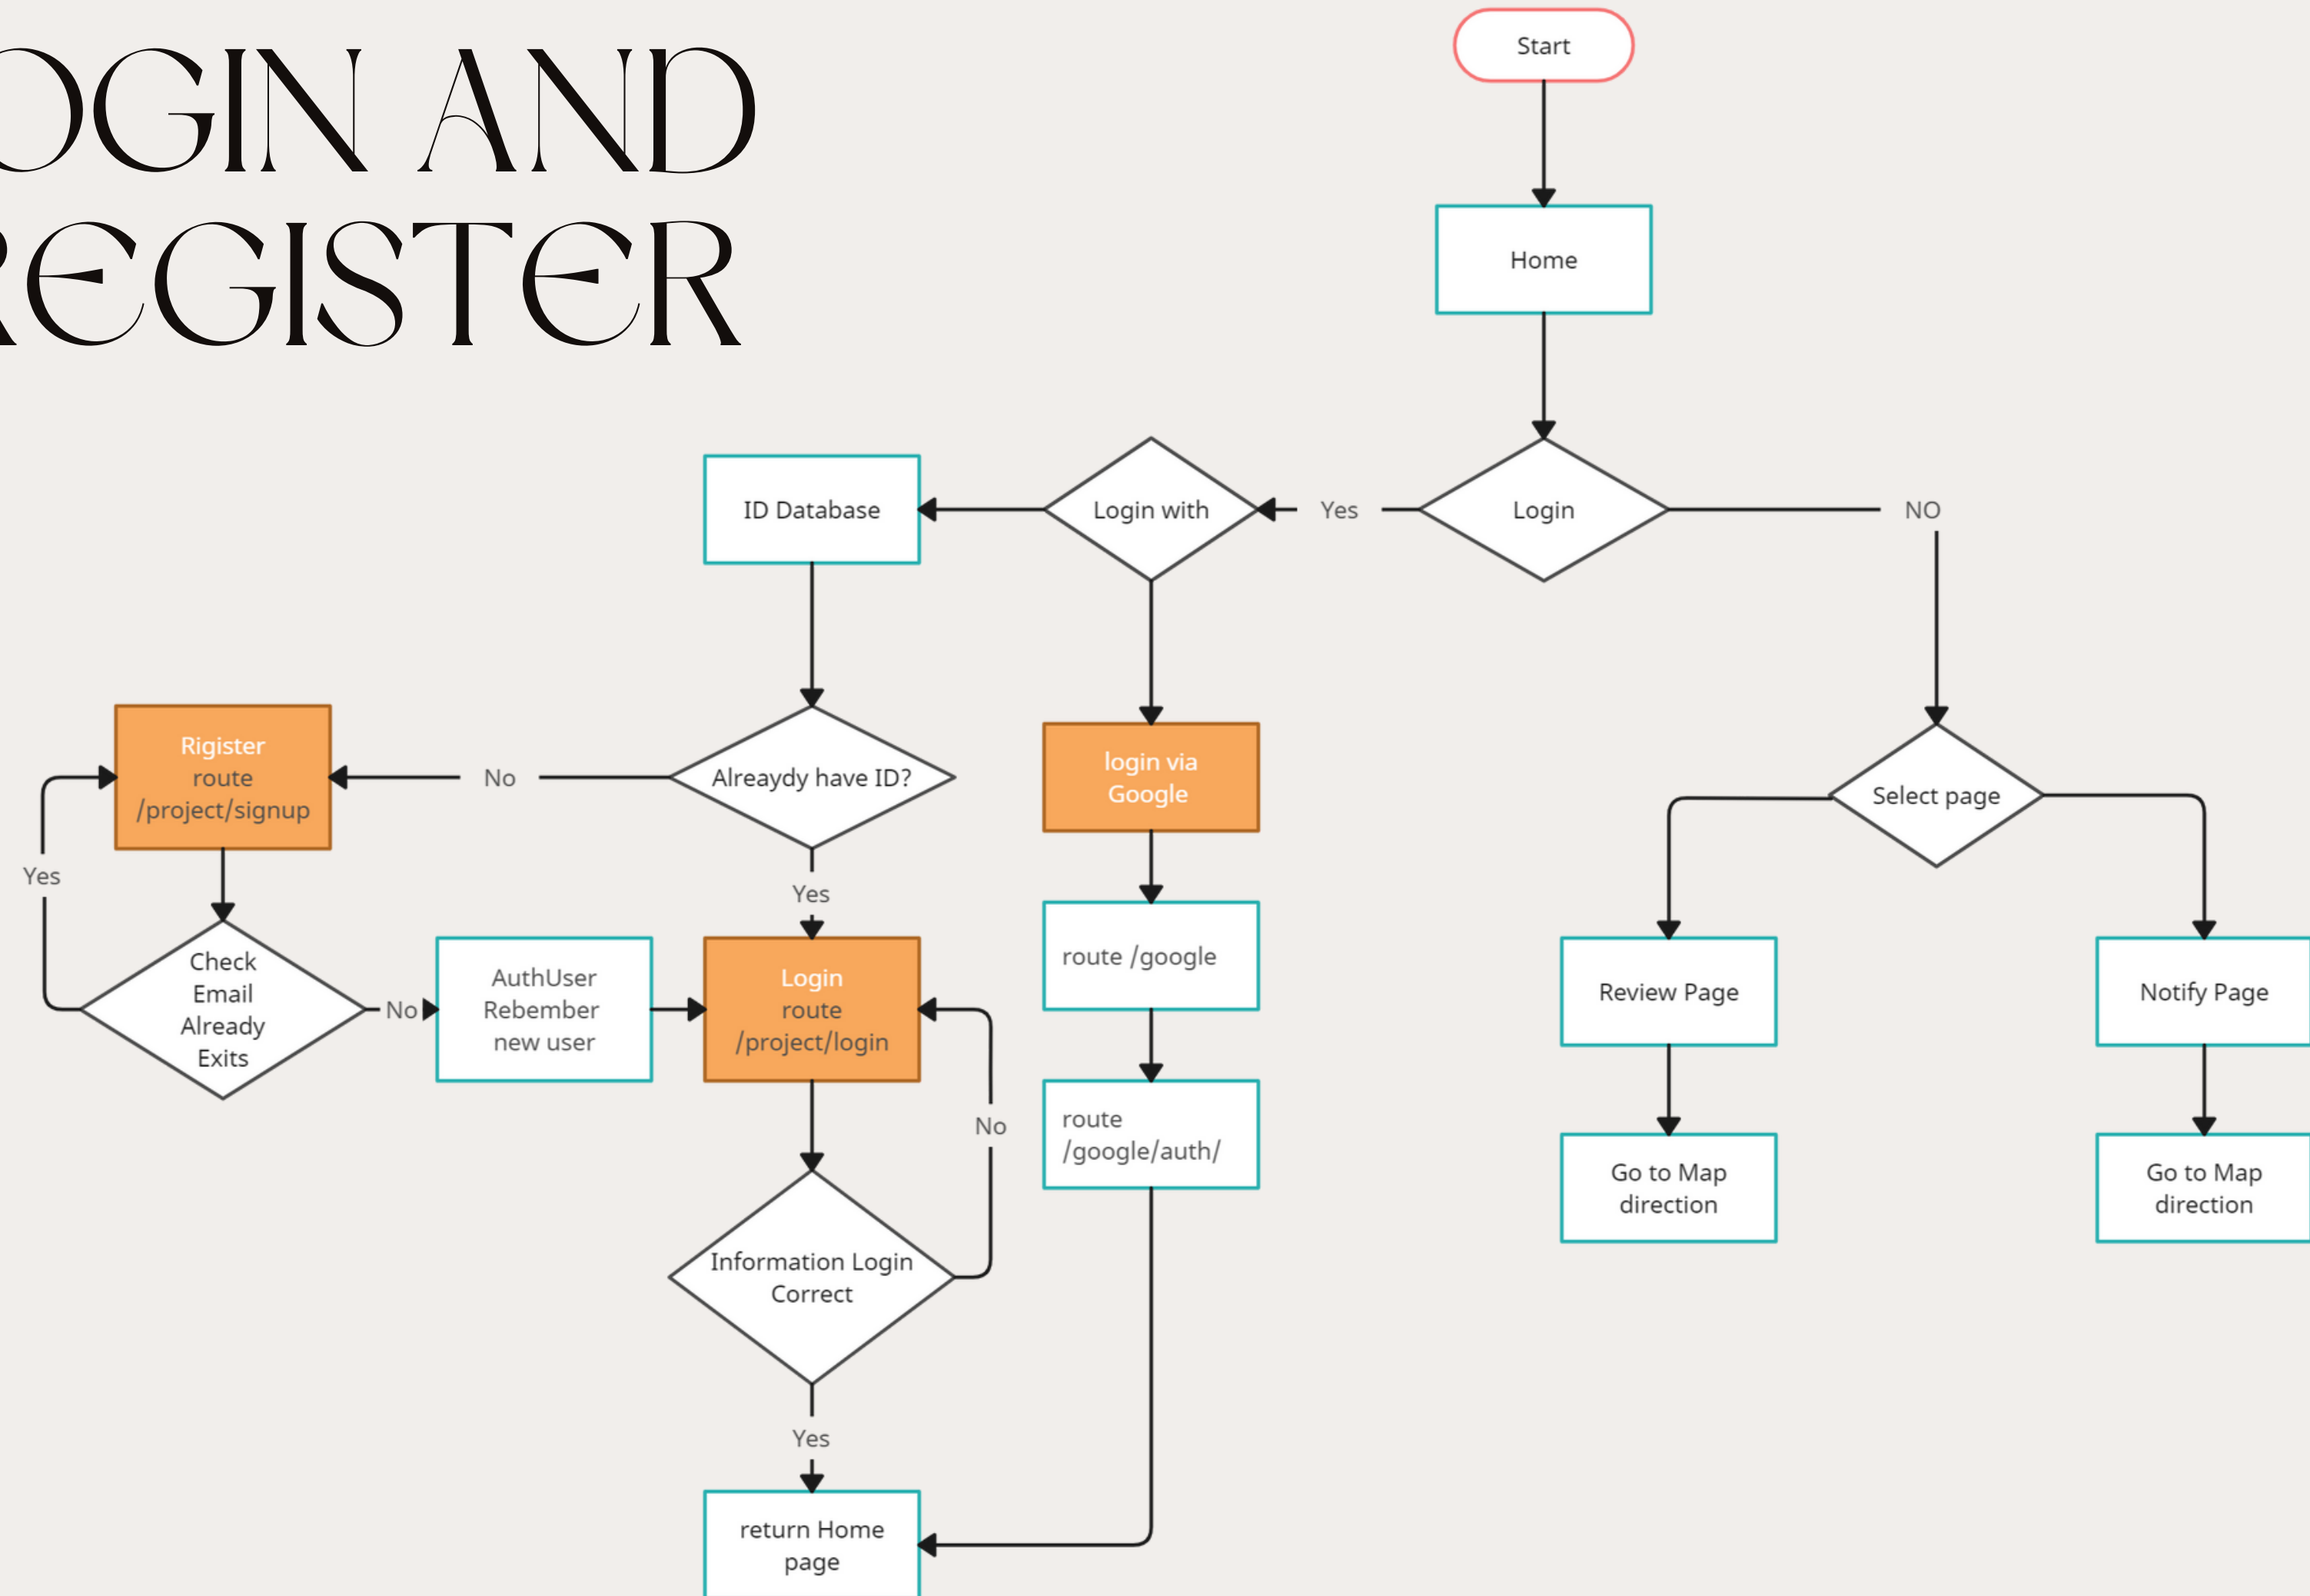 OGIN AND
REGISTER
Start
Home
Login
Yes
NO
Login with
ID Database
Alreaydy have ID?
No
Rigister
route
/project/signup
Yes
Check
Email
Already
Exits
No
AuthUser
Rebember
new user
Yes
Login
route
/project/login
No
Information Login
Correct
Yes
return Home
page
login via
Google
route /google
route
/google/auth/
Select page
Review Page
Go to Map
direction
Notify Page
Go to Map
direction